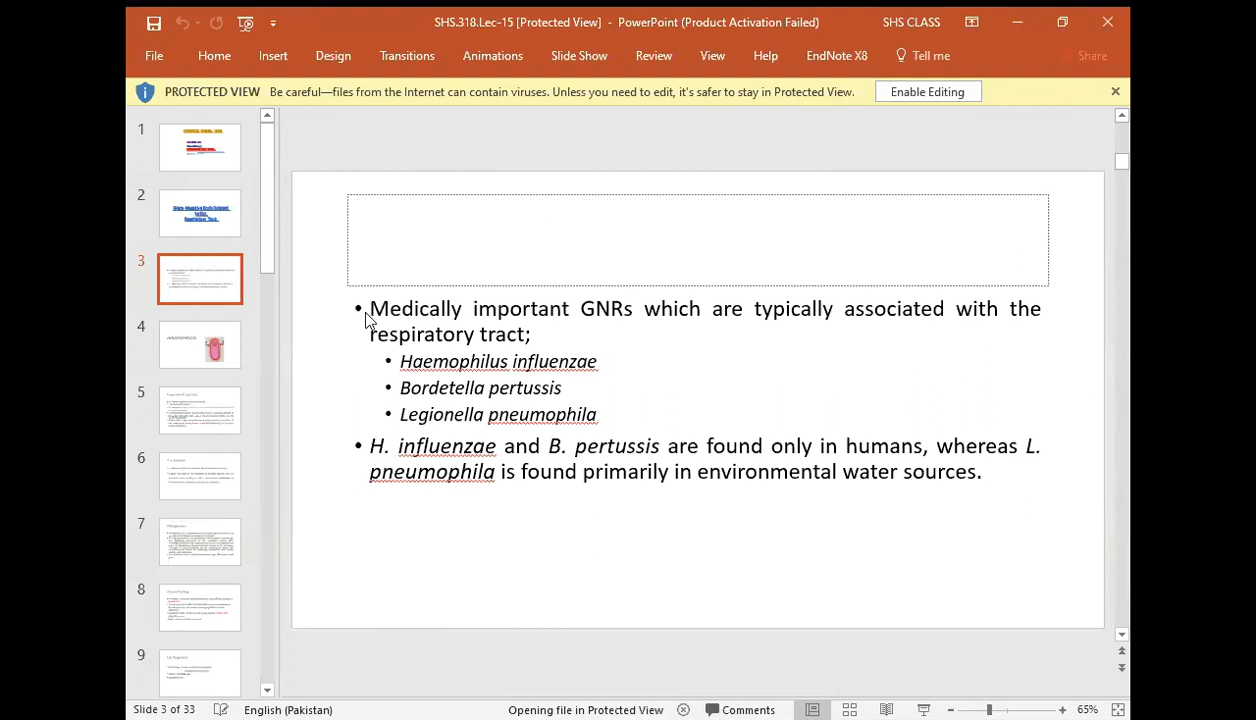 SHS.318.Lec-15 [Protected View] - PowerPoint (Product Activation Failed)
SHS CLASS
File Home Insert Design Transitions Animations Slide Show Review View Help EndNote X8 Tell me Share
PROTECTED VIEW Be careful—files from the Internet can contain viruses. Unless you need to edit, it's safer to stay in Protected View. Enable Editing
1
2
3
4
5
6
7
8
9
• Medically important GNRs which are typically associated with the
respiratory tract;
• Haemophilus influenzae
• Bordetella pertussis
• Legionella pneumophila
• H. influenzae and B. pertussis are found only in humans, whereas L.
pneumophila is found primarily in environmental water sources.
Slide 3 of 33 English (Pakistan) Opening file in Protected View Comments 65%